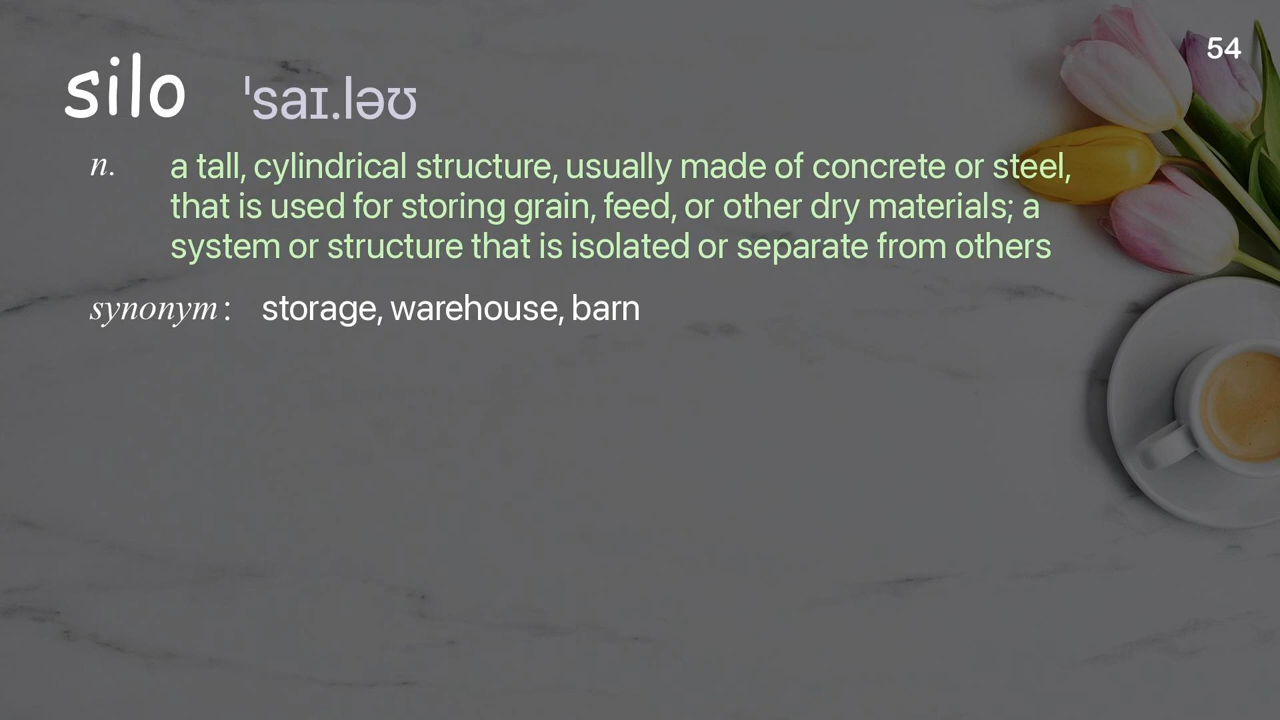 54
silo ˈsaɪ.ləʊ
n. a tall, cylindrical structure, usually made of concrete or steel,
that is used for storing grain, feed, or other dry materials; a
system or structure that is isolated or separate from others
synonym: storage, warehouse, barn